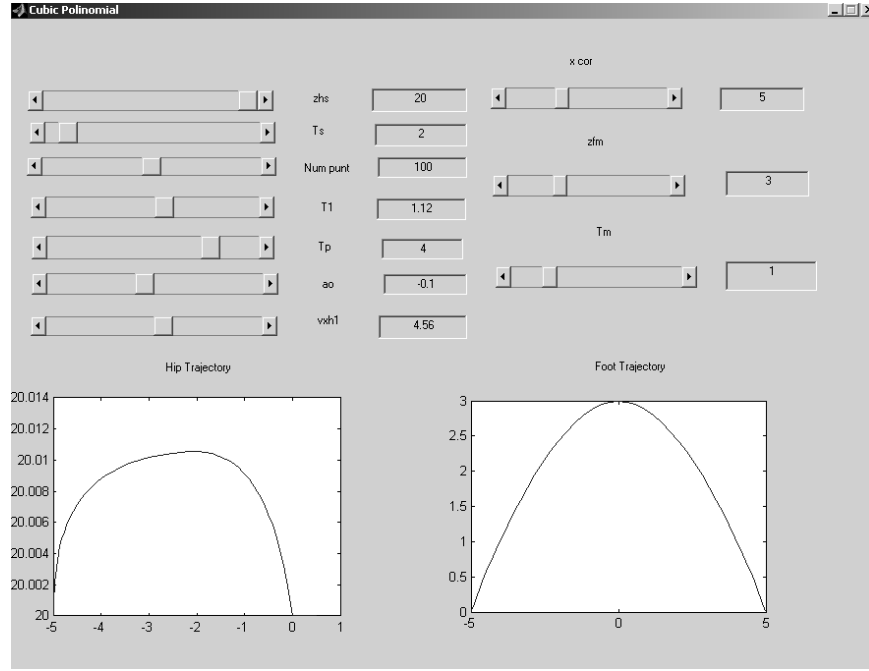 Cubic Polinomial
x cor
zhs 20
5
Ts 2
zfm
Num punt 100
3
T1 1.12
Tm
Tp 4
1
ao -0.1
vxh1 4.56
Hip Trajectory
20.014
20.012
20.01
20.008
20.006
20.004
20.002
20
-5 -4 -3 -2 -1 0 1
Foot Trajectory
3
2.5
2
1.5
1
0.5
0
-5 0 5